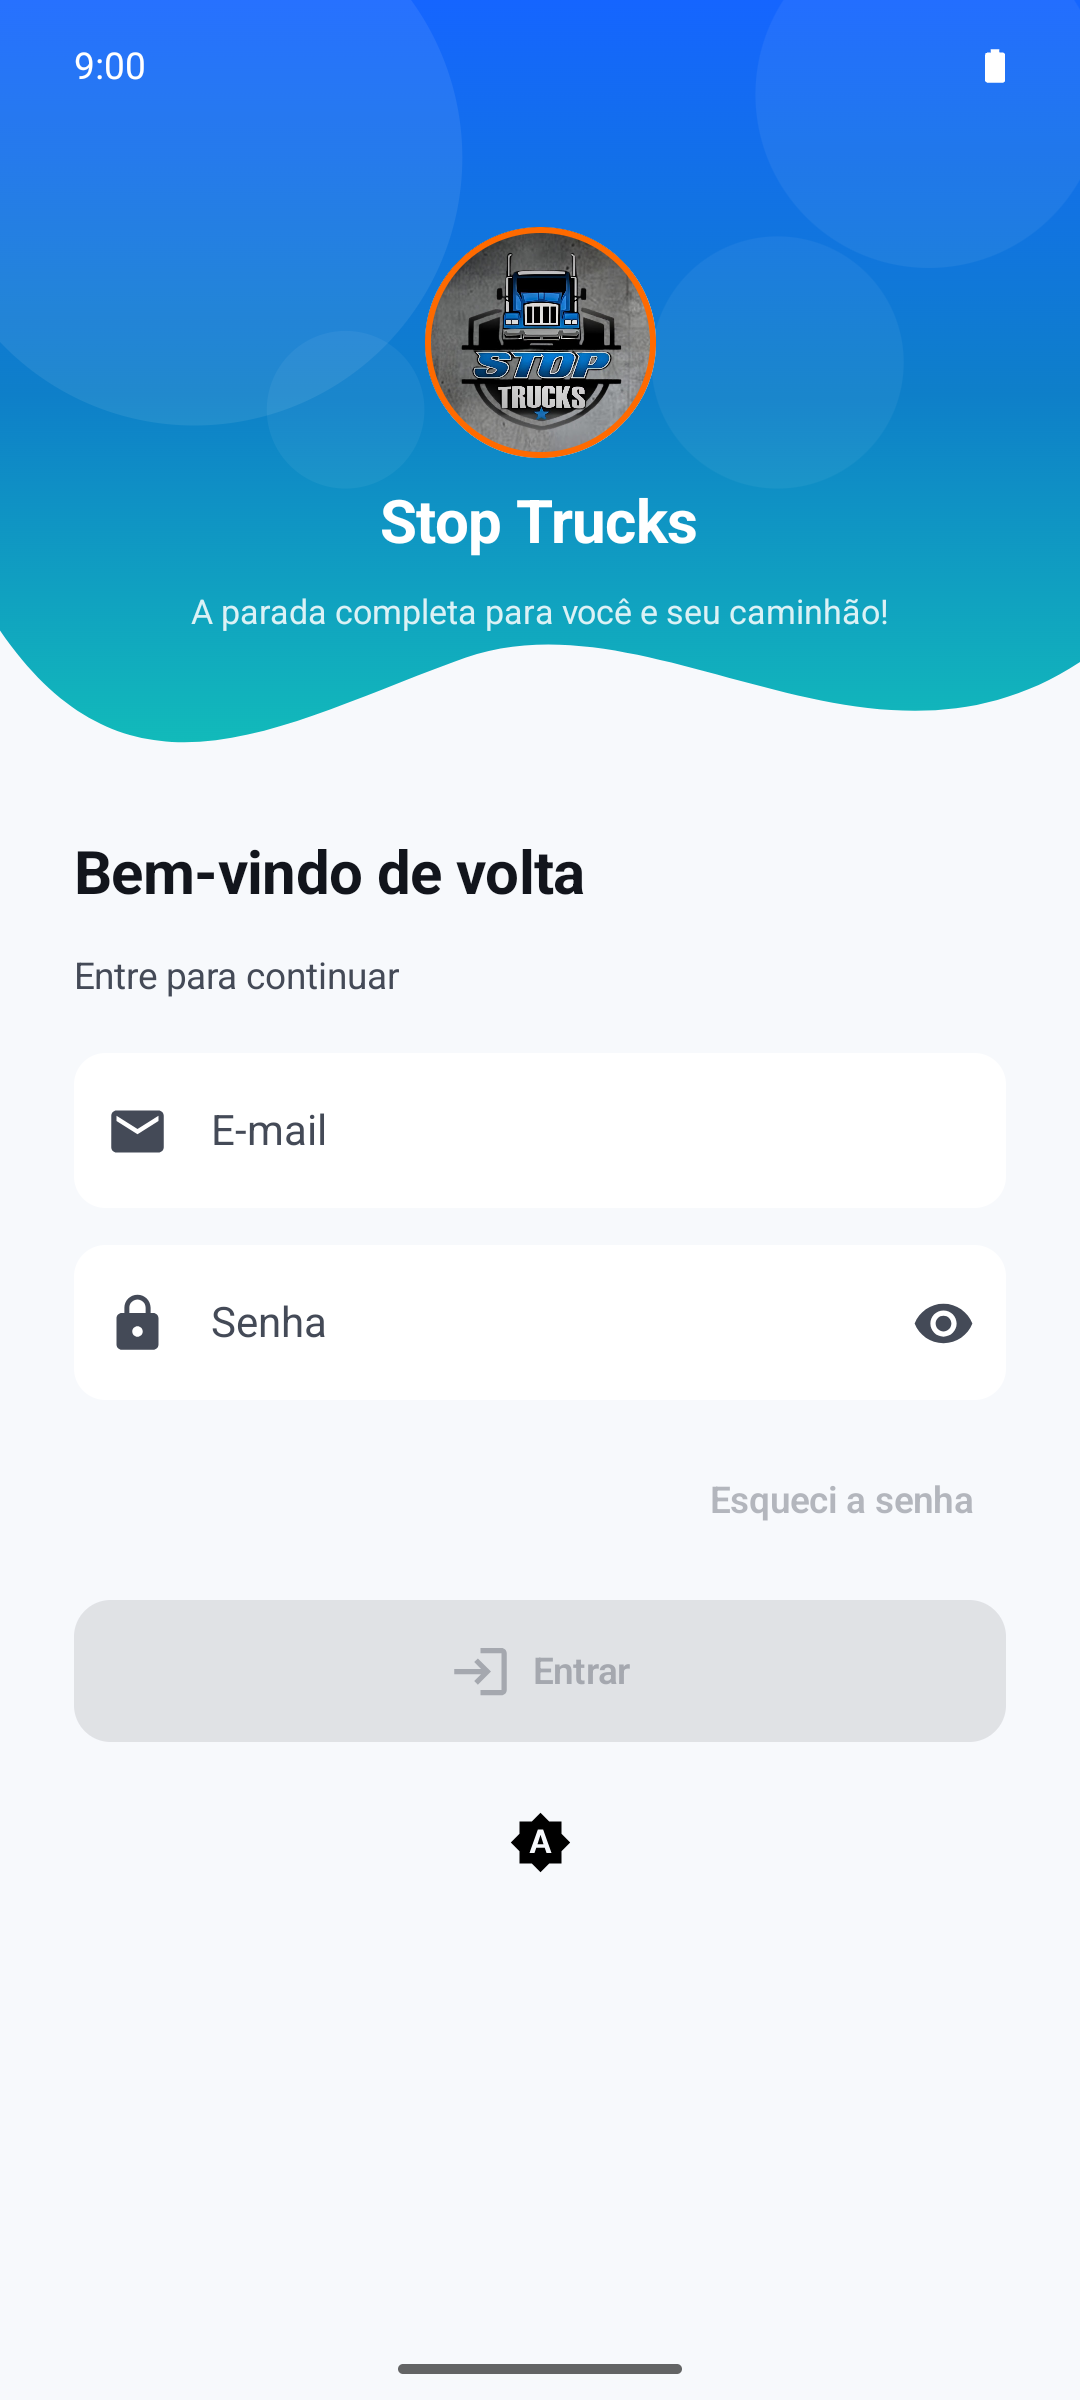 9:00
STOP
TRUCKS
Stop Trucks
A parada completa para você e seu caminhão!
Bem-vindo de volta
Entre para continuar
E-mail
Senha
Esqueci a senha
Entrar
A